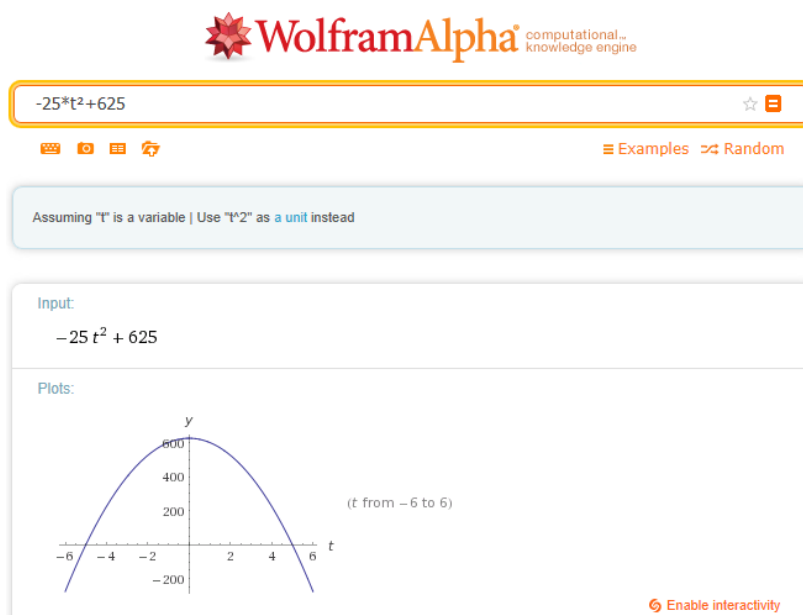 WolframAlpha computational... knowledge engine
-25*t²+625
Examples Random
Assuming "t" is a variable | Use "t^2" as a unit instead
Input:
−25 t² + 625
Plots:
y
600
400
200
(t from −6 to 6)
t
−6 −4 −2 2 4 6
−200
Enable interactivity